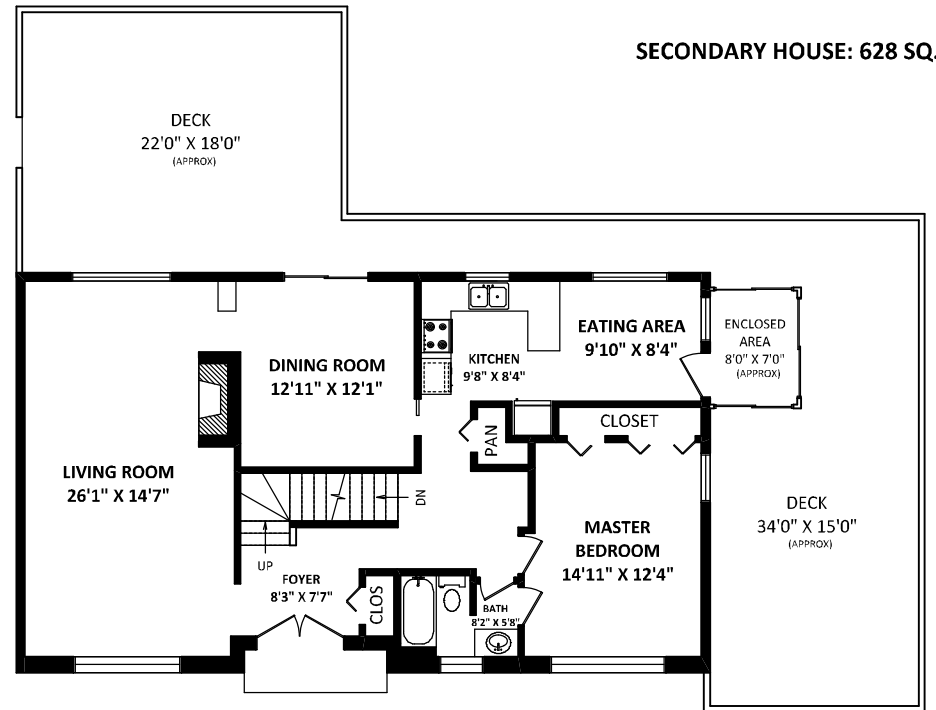 SECONDARY HOUSE: 628 SQ.
DECK
22'0" X 18'0"
(APPROX)
DINING ROOM
12'11" X 12'1"
KITCHEN
9'8" X 8'4"
EATING AREA
9'10" X 8'4"
ENCLOSED
AREA
8'0" X 7'0"
(APPROX)
CLOSET
PAN
LIVING ROOM
26'1" X 14'7"
DN
UP
MASTER
BEDROOM
14'11" X 12'4"
DECK
34'0" X 15'0"
(APPROX)
FOYER
8'3" X 7'7"
CLOS
BATH
8'2" X 5'8"